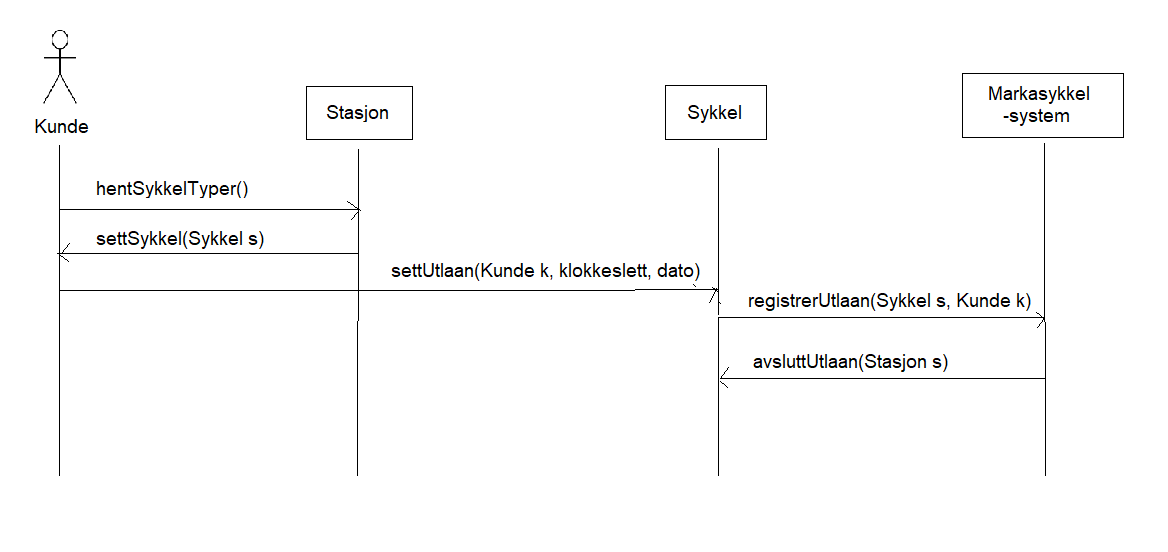 Kunde
Stasjon
Sykkel
Markasykkel
-system
hentSykkelTyper()
settSykkel(Sykkel s)
settUtlaan(Kunde k, klokkeslett, dato)
registrerUtlaan(Sykkel s, Kunde k)
avsluttUtlaan(Stasjon s)